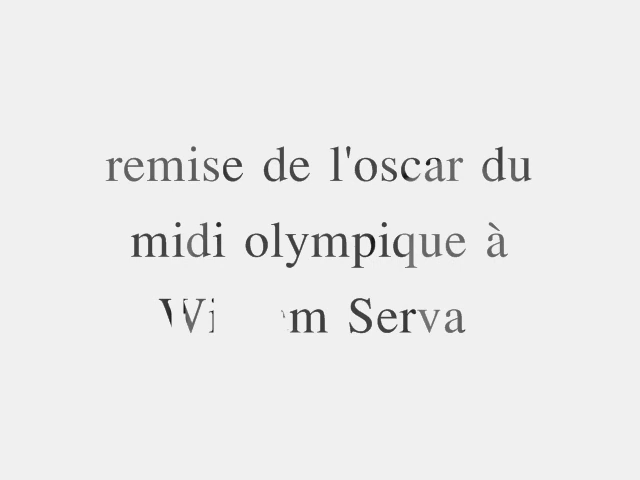 remise de l'oscar du
midi olympique à
Serva